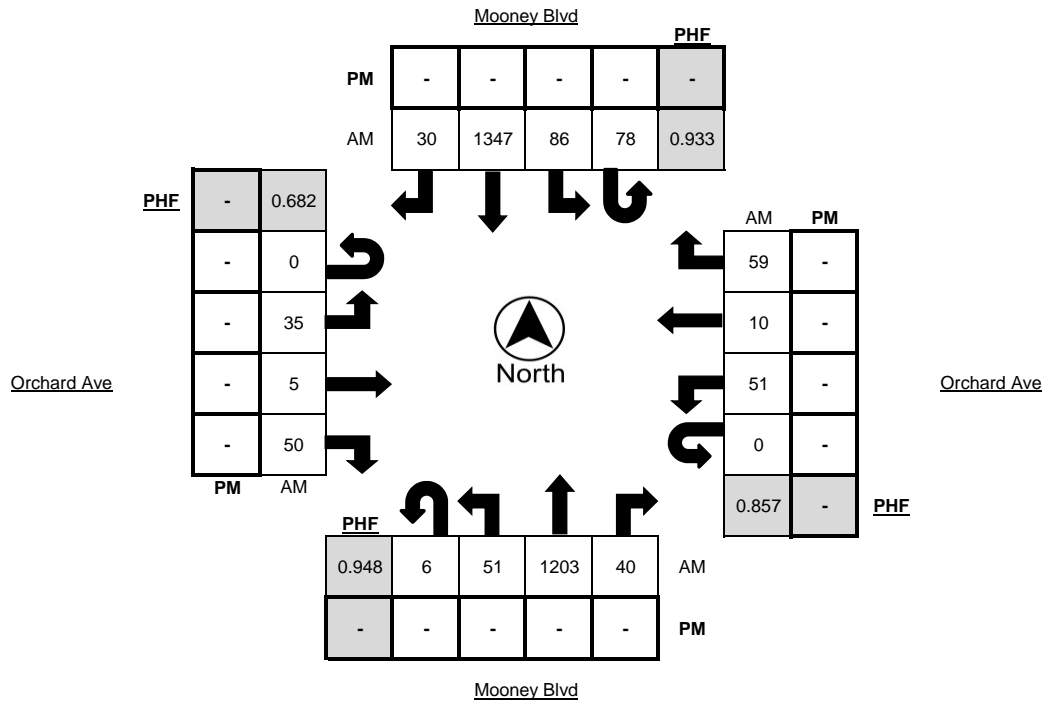 Mooney Blvd
PHF
PM - - - - -
AM 30 1347 86 78 0.933
PHF - 0.682
- 0
- 35
- 5
- 50
PM AM
Orchard Ave
North
AM PM
59 -
10 -
51 -
0 -
0.857 - PHF
Orchard Ave
PHF
0.948 6 51 1203 40 AM
- - - - - PM
Mooney Blvd